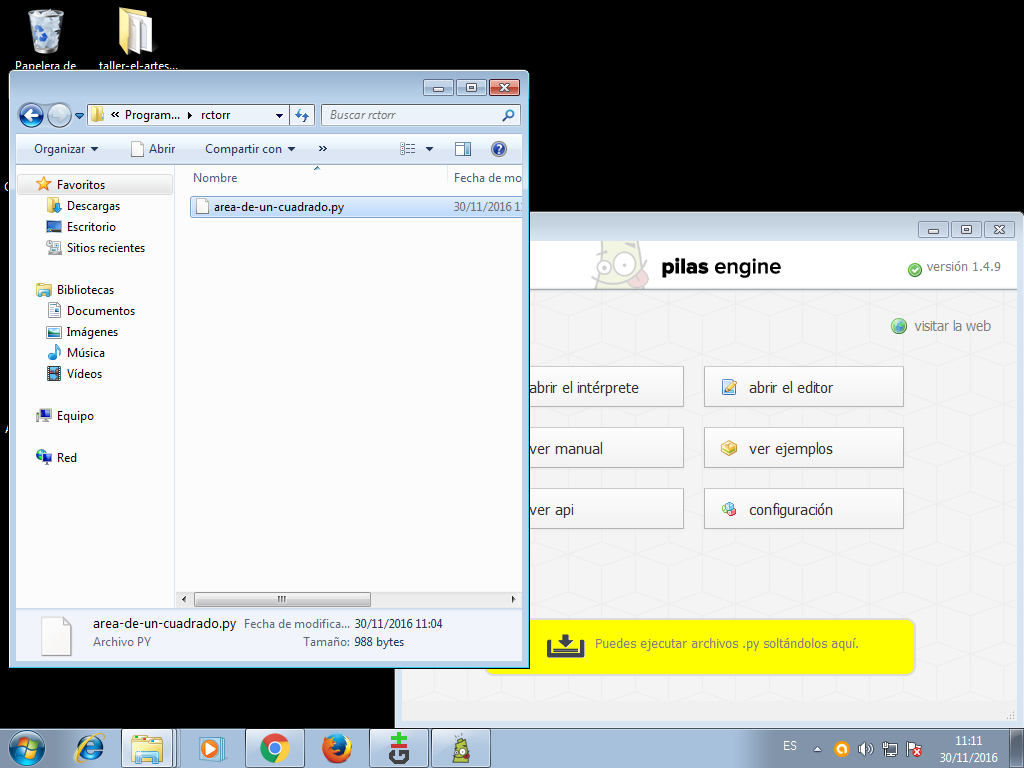 Papelera de
taller-el-artes...
« Program... ▸ rctorr
Buscar rctorr
Organizar
Abrir
Compartir con
»
Nombre
Fecha de mo
Favoritos
Descargas
Escritorio
Sitios recientes
Bibliotecas
Documentos
Imágenes
Música
Vídeos
Equipo
Red
area-de-un-cuadrado.py
30/11/2016 11:
area-de-un-cuadrado.py Fecha de modifica... 30/11/2016 11:04
Archivo PY Tamaño: 988 bytes
pilas engine
versión 1.4.9
visitar la web
abrir el intérprete
abrir el editor
ver manual
ver ejemplos
ver api
configuración
Puedes ejecutar archivos .py soltándolos aquí.
ES
11:11
30/11/2016